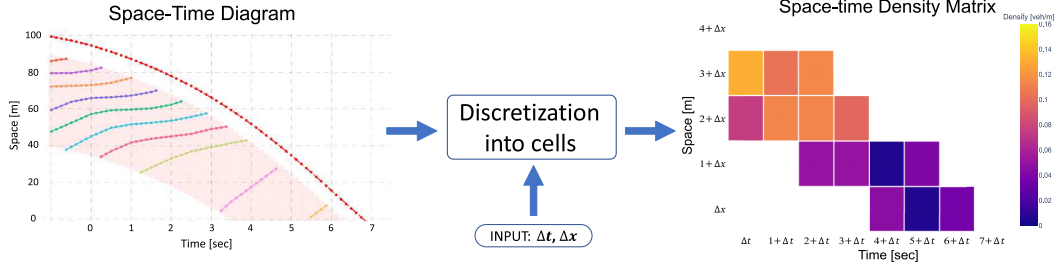 Space-Time Diagram
100
80
60
40
20
0
Space [m]
0 1 2 3 4 5 6 7
Time [sec]
Discretization
into cells
INPUT: Δt, Δx
Space-time Density Matrix
4 + Δx
3 + Δx
2 + Δx
1 + Δx
Δx
Space [m]
Δt 1 + Δt 2 + Δt 3 + Δt 4 + Δt 5 + Δt 6 + Δt 7 + Δt
Time [sec]
Density [veh/m]
0.16
0.14
0.12
0.10
0.08
0.06
0.04
0.02
0